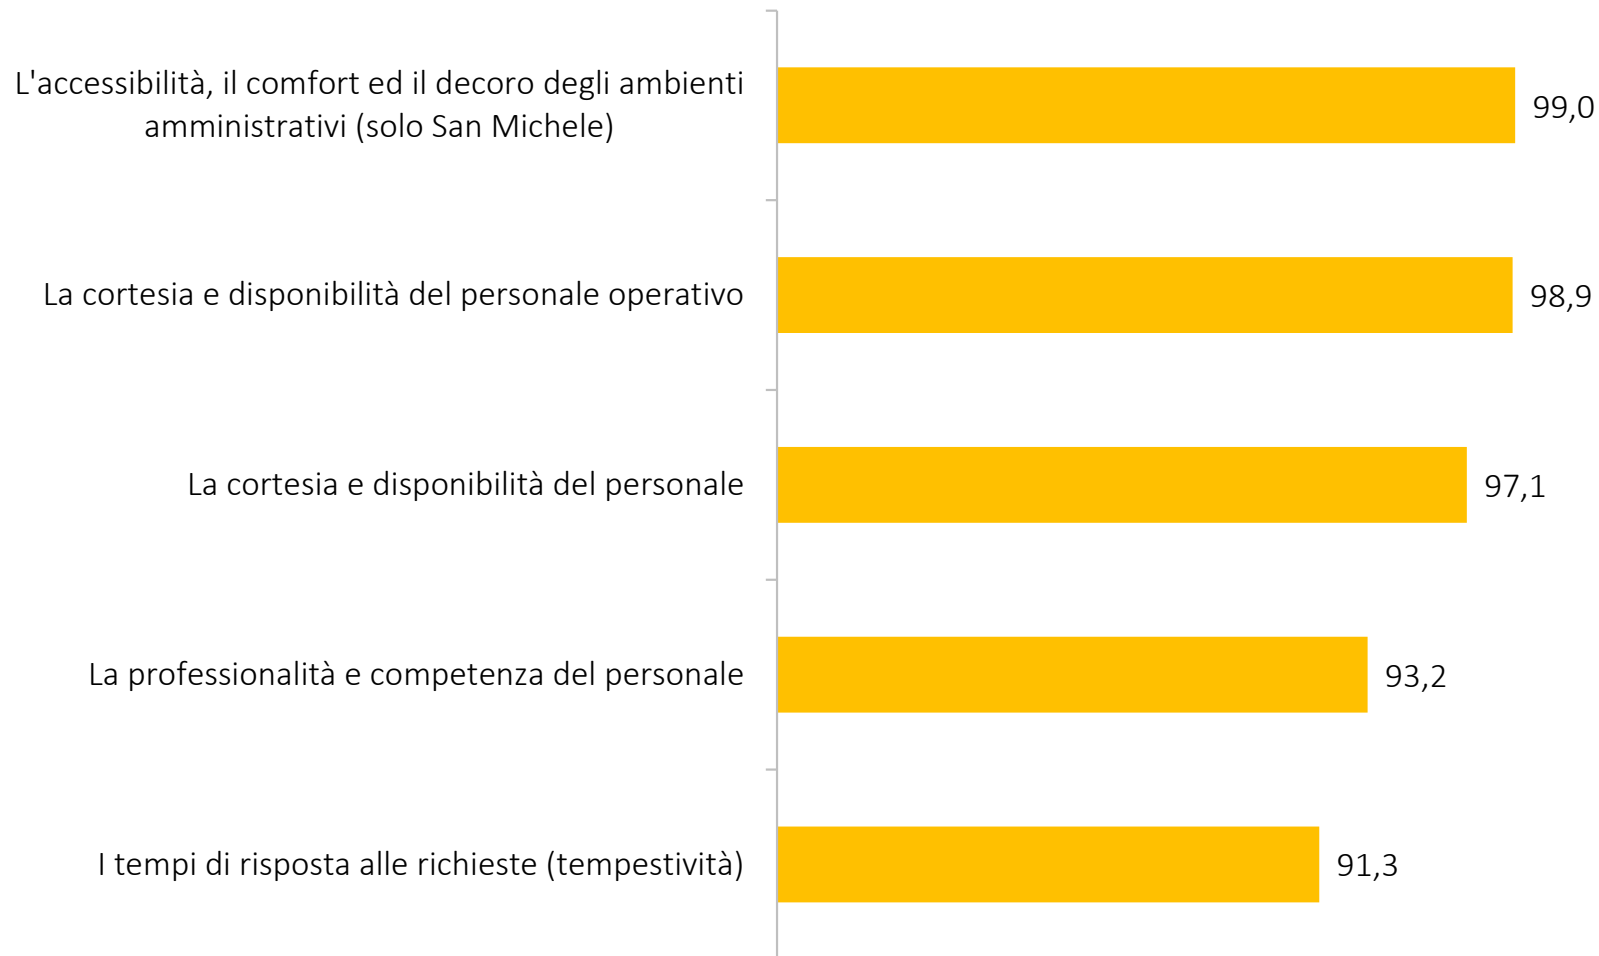 L'accessibilità, il comfort ed il decoro degli ambienti
amministrativi (solo San Michele)
99,0
La cortesia e disponibilità del personale operativo
98,9
La cortesia e disponibilità del personale
97,1
La professionalità e competenza del personale
93,2
I tempi di risposta alle richieste (tempestività)
91,3